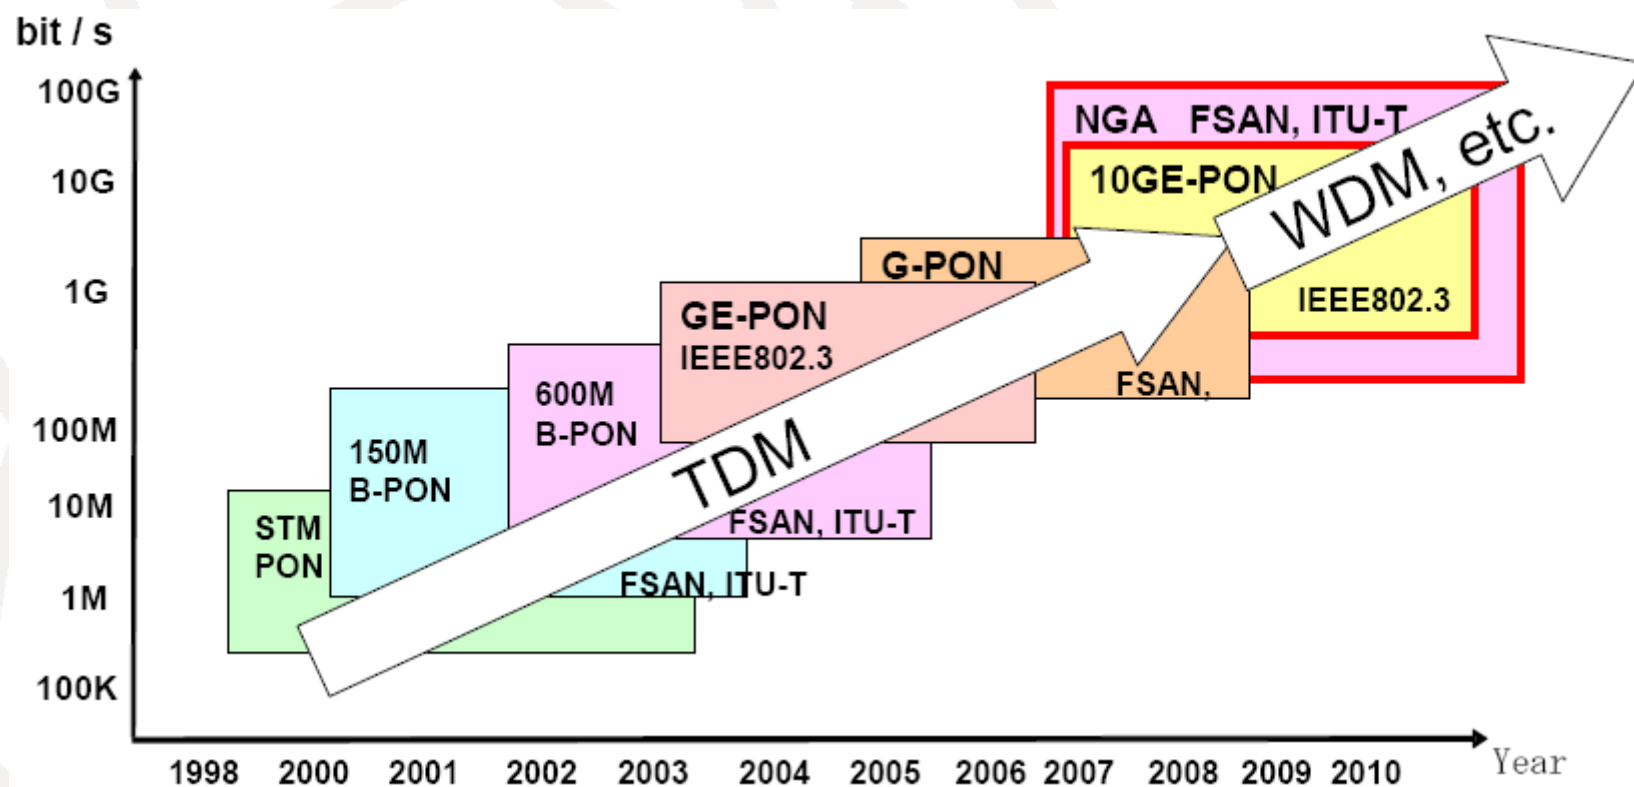 bit / s
100G
10G
1G
100M
10M
1M
100K
NGA FSAN, ITU-T
10GE-PON
IEEE802.3
WDM, etc.
G-PON
FSAN,
GE-PON
IEEE802.3
600M
B-PON
FSAN, ITU-T
150M
B-PON
FSAN, ITU-T
STM
PON
TDM
1998 2000 2001 2002 2003 2004 2005 2006 2007 2008 2009 2010
Year